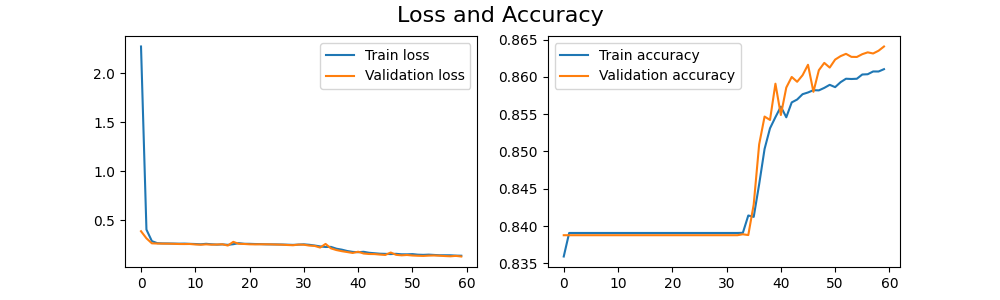 Loss and Accuracy
Train loss
Validation loss
2.0
1.5
1.0
0.5
0 10 20 30 40 50 60
Train accuracy
Validation accuracy
0.865
0.860
0.855
0.850
0.845
0.840
0.835
0 10 20 30 40 50 60